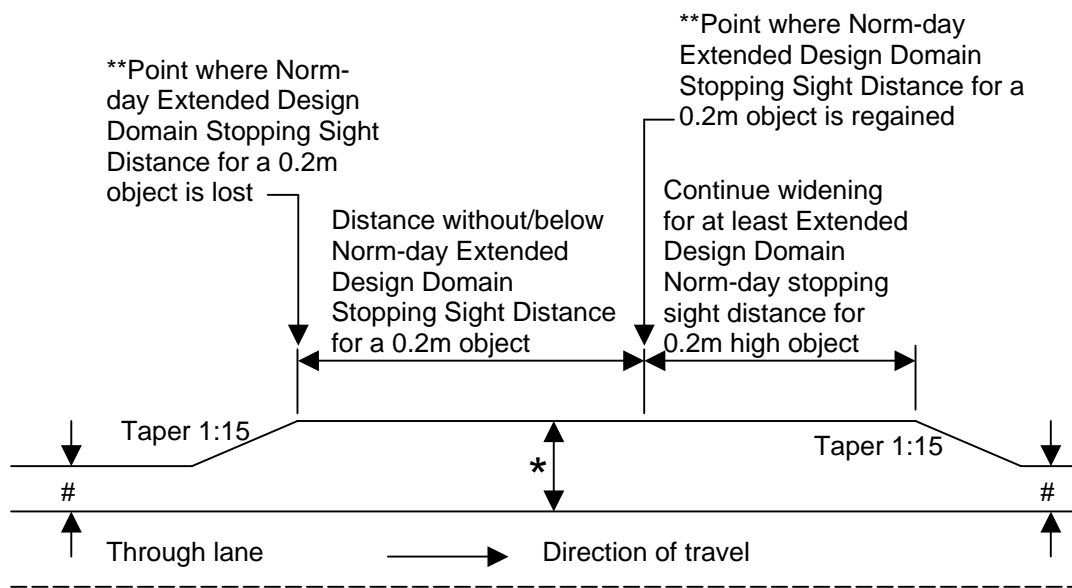 **Point where Norm-
day Extended Design
Domain Stopping Sight
Distance for a 0.2m
object is lost
**Point where Norm-day
Extended Design Domain
Stopping Sight Distance for a
0.2m object is regained
Distance without/below
Norm-day Extended
Design Domain
Stopping Sight Distance
for a 0.2m object
Continue widening
for at least Extended
Design Domain
Norm-day stopping
sight distance for
0.2m high object
Taper 1:15
Taper 1:15
*
#
#
Through lane
Direction of travel